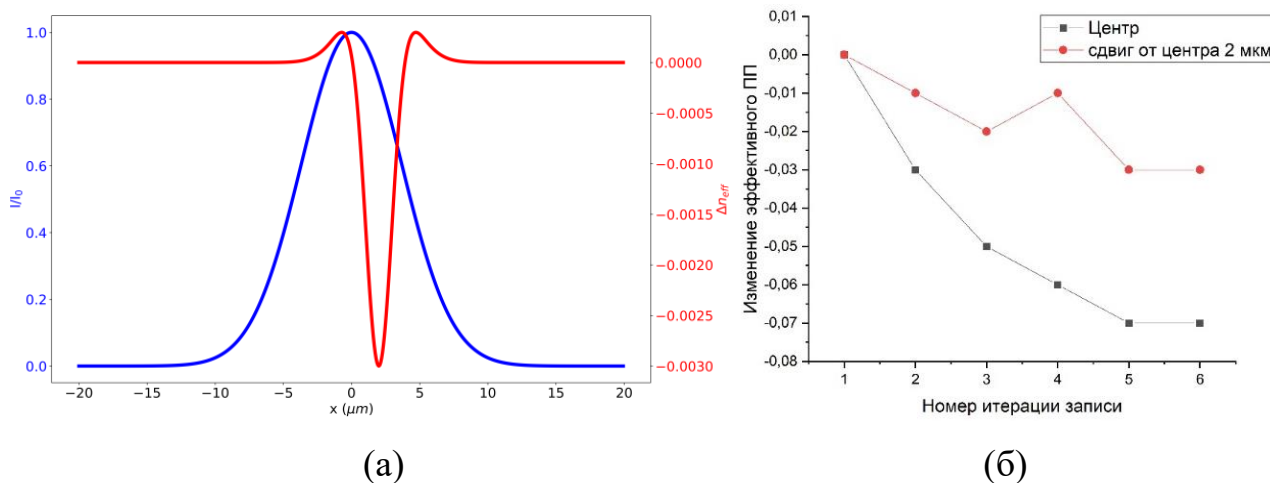 1.0
0.8
0.6
0.4
0.2
0.0
I/I₀
0.0000
−0.0005
−0.0010
−0.0015
−0.0020
−0.0025
−0.0030
Δn_eff
−20 −15 −10 −5 0 5 10 15 20
x (μm)
(а)
0,01
0,00
-0,01
-0,02
-0,03
-0,04
-0,05
-0,06
-0,07
-0,08
Изменение эффективного ПП
Центр
сдвиг от центра 2 мкм
1 2 3 4 5 6
Номер итерации записи
(б)